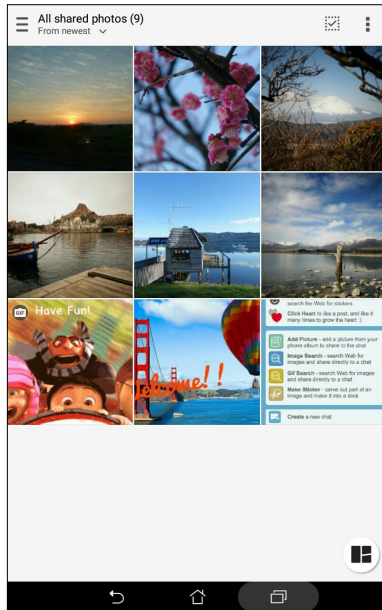 All shared photos (9)
From newest
GIF
Have Fun!
Welcome!!
search the Web for stickers
Click Heart to like a post, and like it
many times to grow the heart :)
Add Picture - add a picture from your
phone album to share to the chat
Image Search - search Web for
images and share directly to a chat
Gif Search - search Web for images
and share directly to a chat
Make Sticker - carve out part of an
image and make it into a stick
Create a new chat